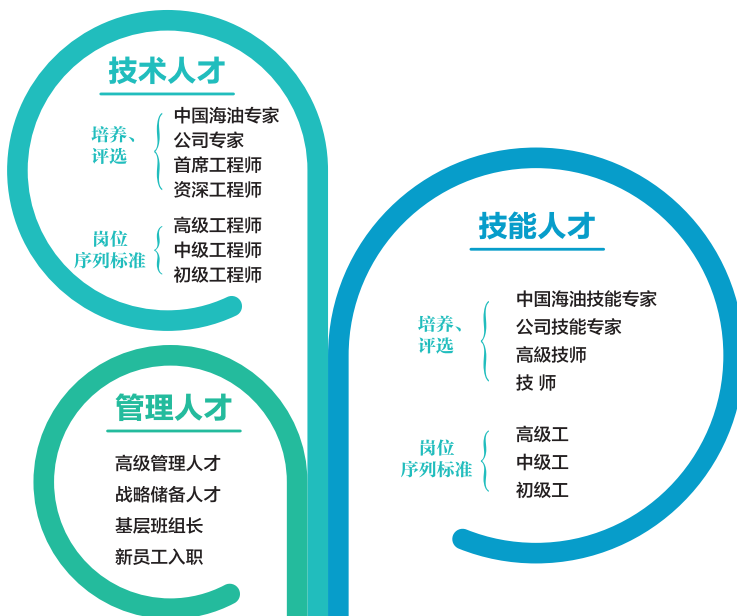 技术人才
培养、
评选
中国海油专家
公司专家
首席工程师
资深工程师
岗位
序列标准
高级工程师
中级工程师
初级工程师
管理人才
高级管理人才
战略储备人才
基层班组长
新员工入职
技能人才
培养、
评选
中国海油技能专家
公司技能专家
高級技师
技 师
岗位
序列标准
高级工
中级工
初级工